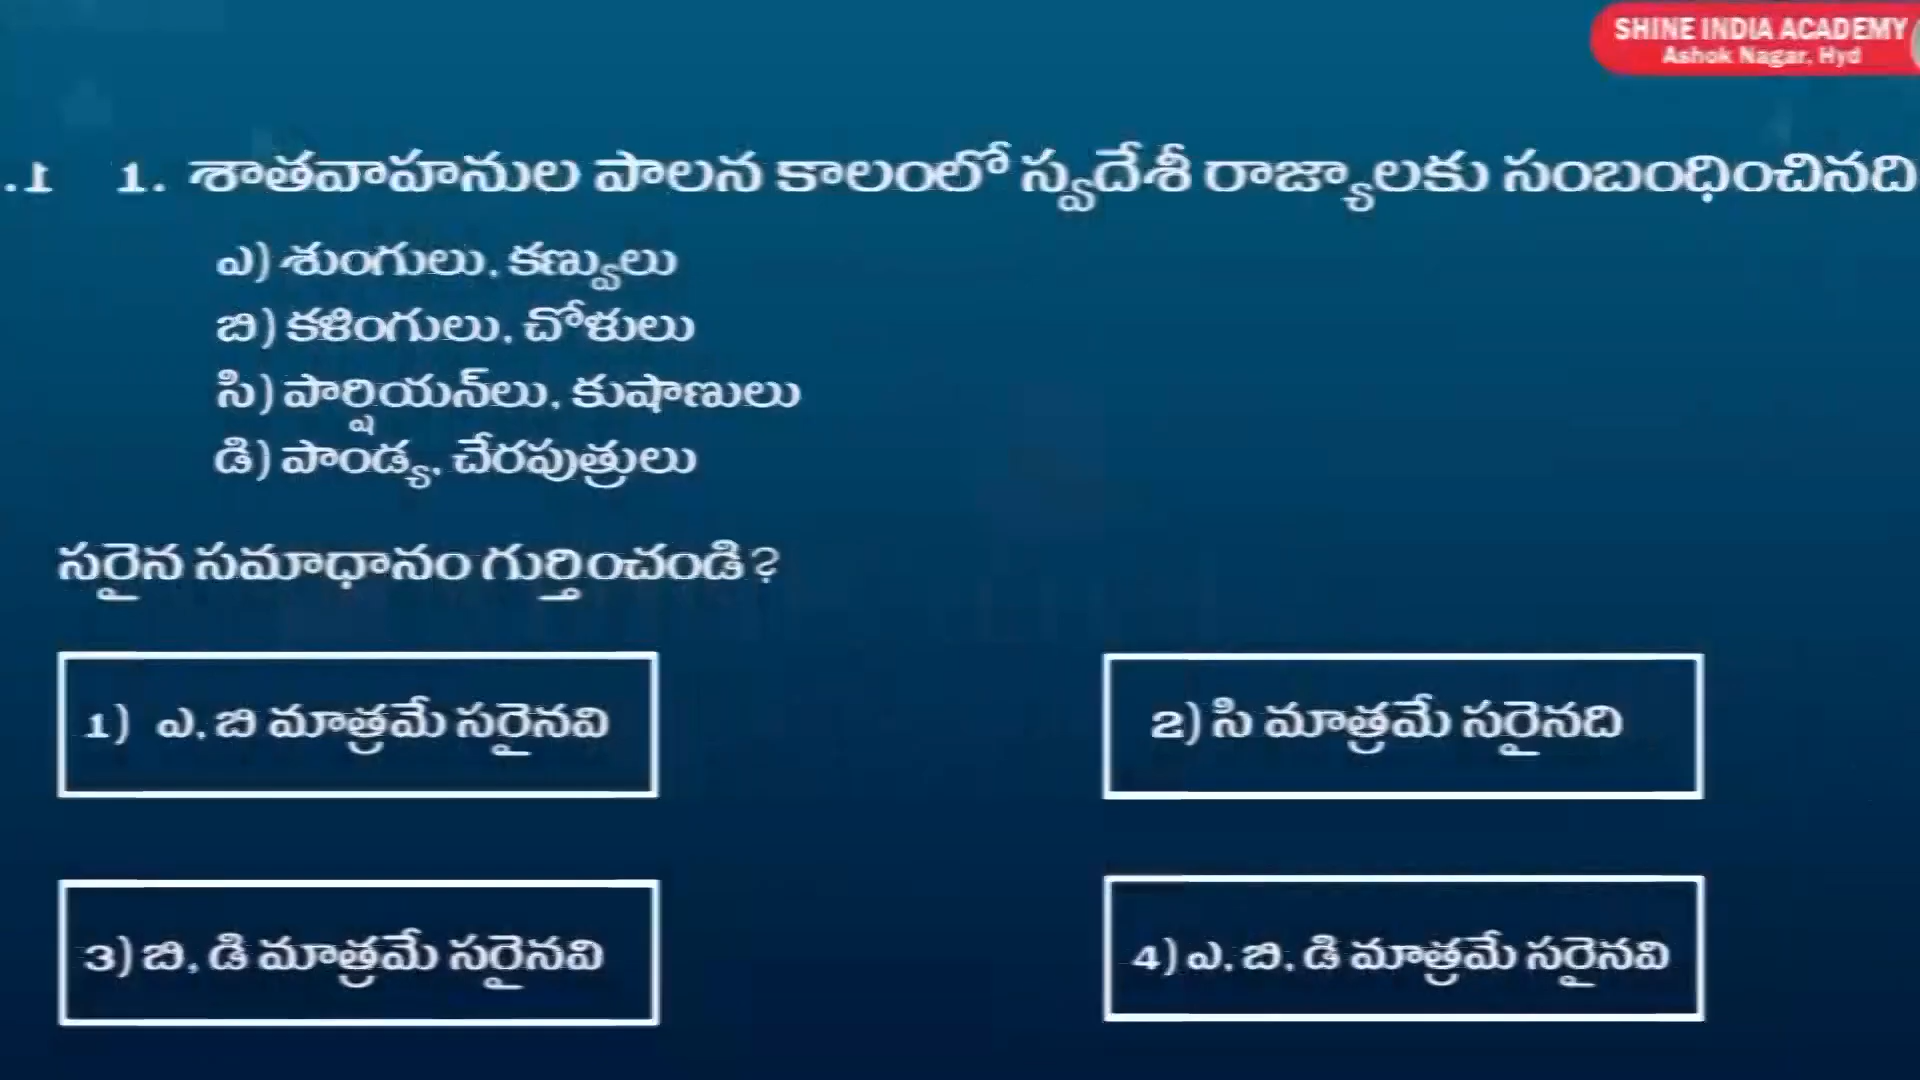 SHINE INDIA ACADEMY
Ashok Nagar, Hyd
.1 1. శాతవాహనుల పాలన కాలంలో స్వదేశీ రాజ్యాలకు సంబంధించినది
ఎ) శుంగులు, కణ్వులు
బి) కళింగులు, చోళులు
సి) పార్షియన్‌లు, కుషాణులు
డి) పాండ్య, చేరపుత్రులు
సరైన సమాధానం గుర్తించండి?
1) ఎ, బి మాత్రమే సరైనవి
2) సి మాత్రమే సరైనది
3) బి, డి మాత్రమే సరైనవి
4) ఎ, బి, డి మాత్రమే సరైనవి